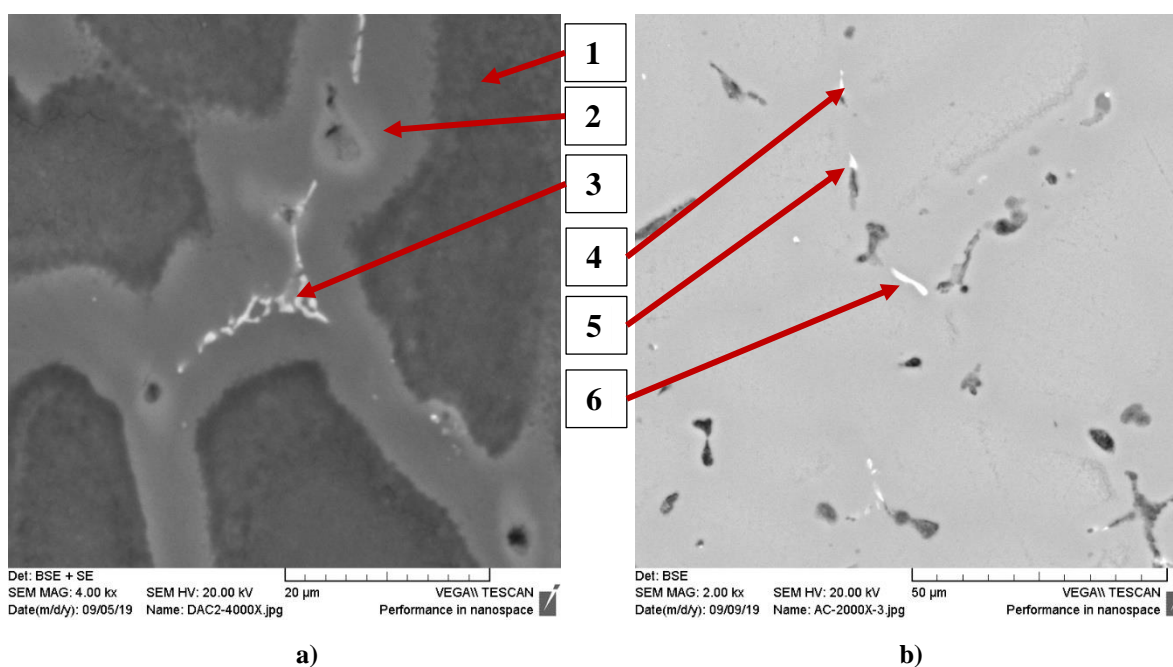 1
2
3
4
5
6
Det: BSE + SE
SEM MAG: 4.00 kx SEM HV: 20.00 kV 20 µm VEGA\\ TESCAN
Date(m/d/y): 09/05/19 Name: DAC2-4000X.jpg Performance in nanospace
Det: BSE
SEM MAG: 2.00 kx SEM HV: 20.00 kV 50 µm VEGA\\ TESCAN
Date(m/d/y): 09/09/19 Name: AC-2000X-3.jpg Performance in nanospace
a)
b)